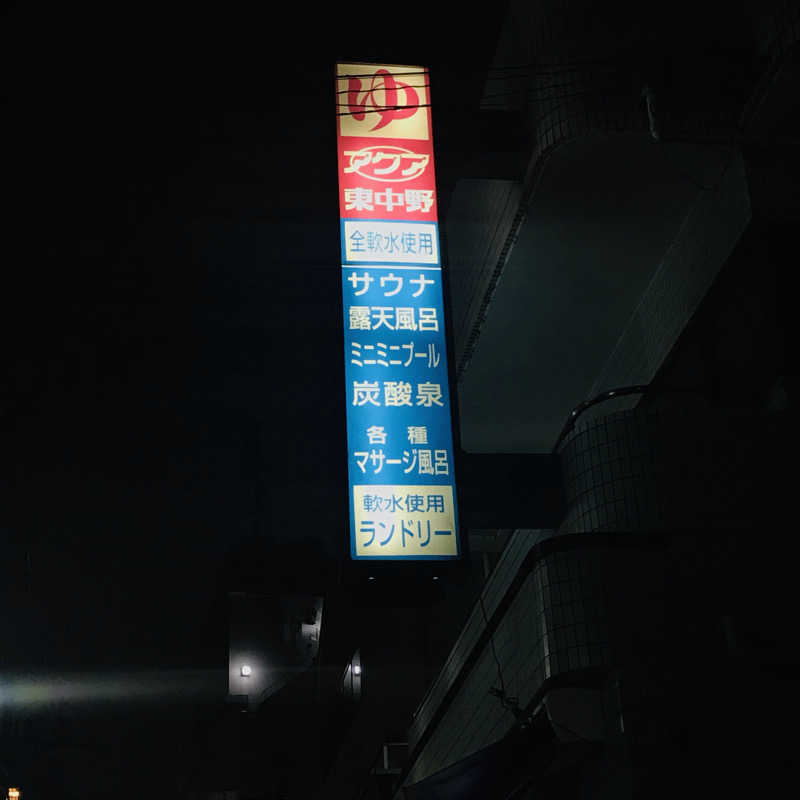 ゆ
アクア
東中野
全軟水使用
サウナ
露天風呂
ミニミニプール
炭酸泉
各種
マサージ風呂
軟水使用
ランドリー